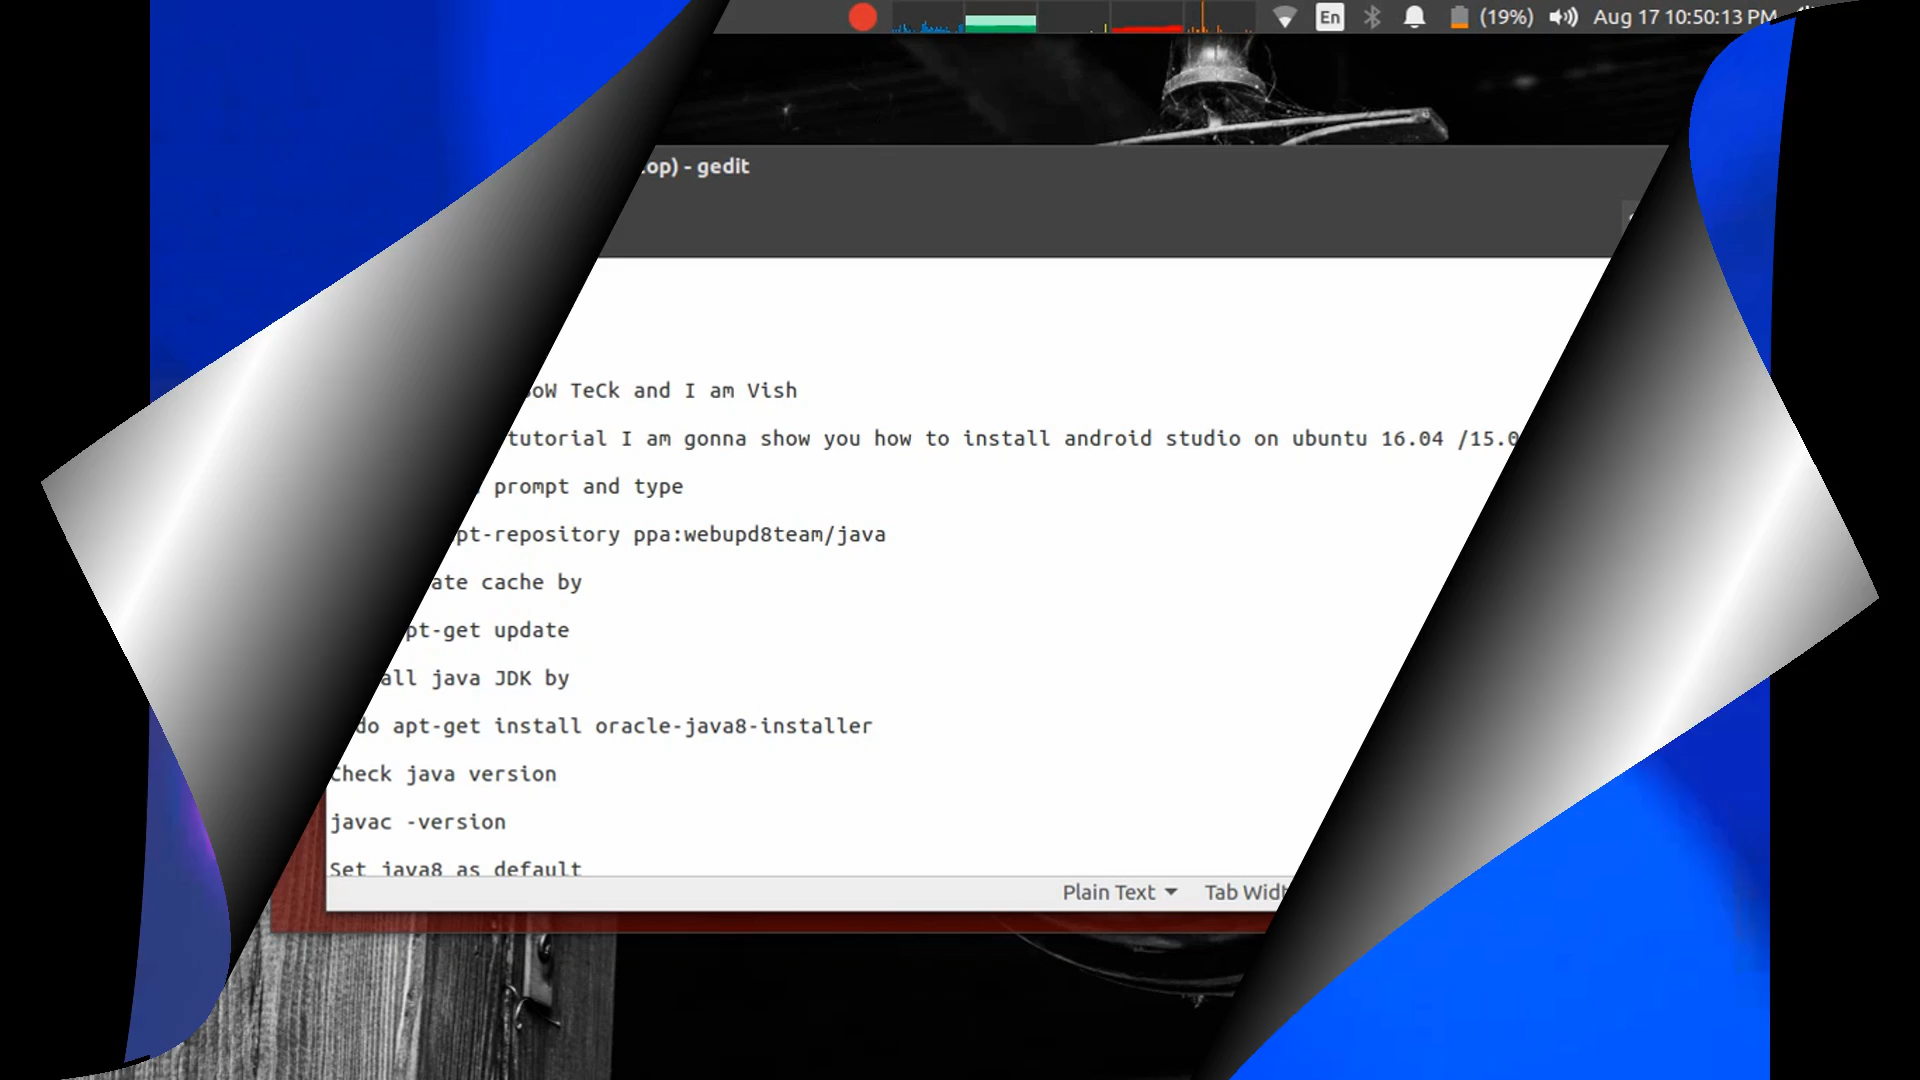 En (19%) Aug 17 10:50:13 PM
top) - gedit
TeCk and I am Vish
tutorial I am gonna show you how to install android studio on ubuntu 16.04 /15.0
prompt and type
pt-repository ppa:webupd8team/java
ate cache by
pt-get update
all java JDK by
do apt-get install oracle-java8-installer
Check java version
javac -version
Set java8 as default
Plain Text Tab Widt